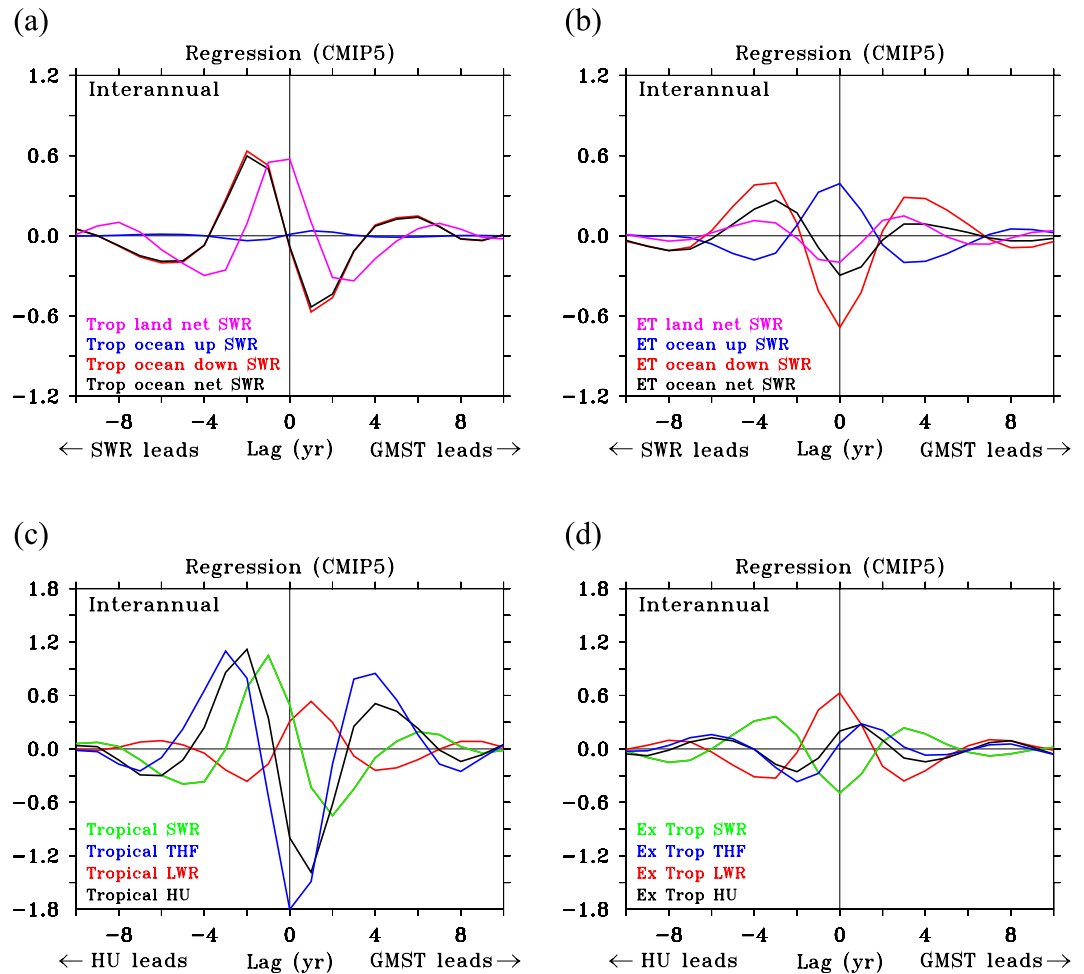 (a)
Regression (CMIP5)
1.2
Interannual
0.6
0.0
-0.6
Trop land net SWR
Trop ocean up SWR
Trop ocean down SWR
Trop ocean net SWR
-1.2
-8 -4 0 4 8
← SWR leads Lag (yr) GMST leads →
(b)
Regression (CMIP5)
1.2
Interannual
0.6
0.0
-0.6
ET land net SWR
ET ocean up SWR
ET ocean down SWR
ET ocean net SWR
-1.2
-8 -4 0 4 8
← SWR leads Lag (yr) GMST leads →
(c)
Regression (CMIP5)
1.8
Interannual
1.2
0.6
0.0
-0.6
Tropical SWR
Tropical THF
-1.2
Tropical LWR
Tropical HU
-1.8
-8 -4 0 4 8
← HU leads Lag (yr) GMST leads →
(d)
Regression (CMIP5)
1.8
Interannual
1.2
0.6
0.0
-0.6
Ex Trop SWR
Ex Trop THF
-1.2
Ex Trop LWR
Ex Trop HU
-1.8
-8 -4 0 4 8
← HU leads Lag (yr) GMST leads →